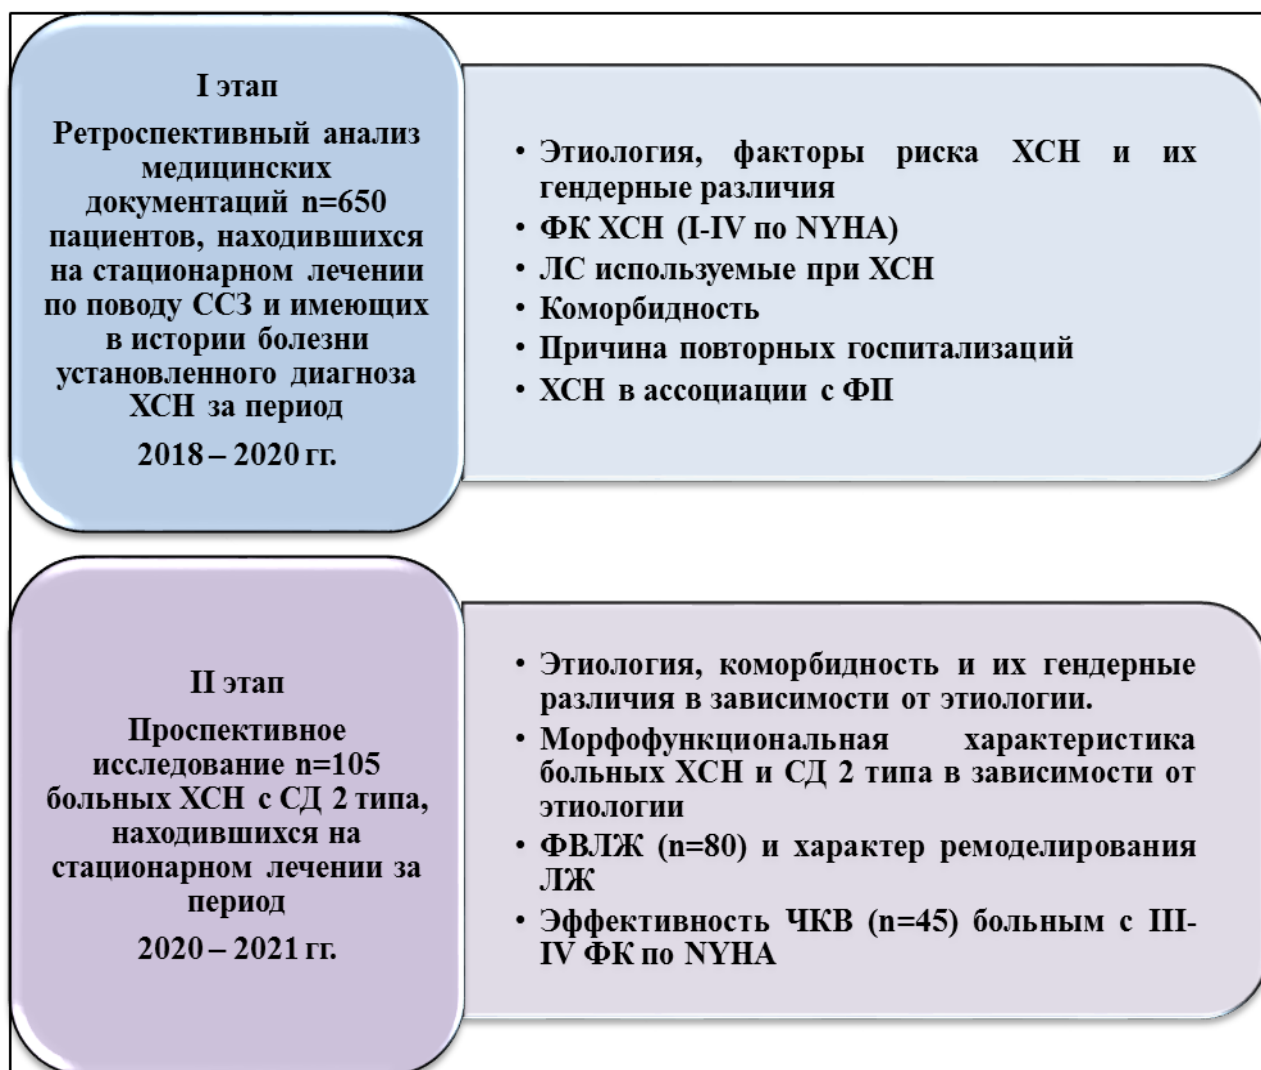 I этап
Ретроспективный анализ
медицинских
документаций n=650
пациентов, находившихся
на стационарном лечении
по поводу ССЗ и имеющих
в истории болезни
установленного диагноза
ХСН за период
2018 – 2020 гг.
• Этиология, факторы риска ХСН и их
гендерные различия
• ФК ХСН (I-IV по NYHA)
• ЛС используемые при ХСН
• Коморбидность
• Причина повторных госпитализаций
• ХСН в ассоциации с ФП
II этап
Проспективное
исследование n=105
больных ХСН с СД 2 типа,
находившихся на
стационарном лечении за
период
2020 – 2021 гг.
• Этиология, коморбидность и их гендерные
различия в зависимости от этиологии.
• Морфофункциональная характеристика
больных ХСН и СД 2 типа в зависимости от
этиологии
• ФВЛЖ (n=80) и характер ремоделирования
ЛЖ
• Эффективность ЧКВ (n=45) больным с III-
IV ФК по NYHA